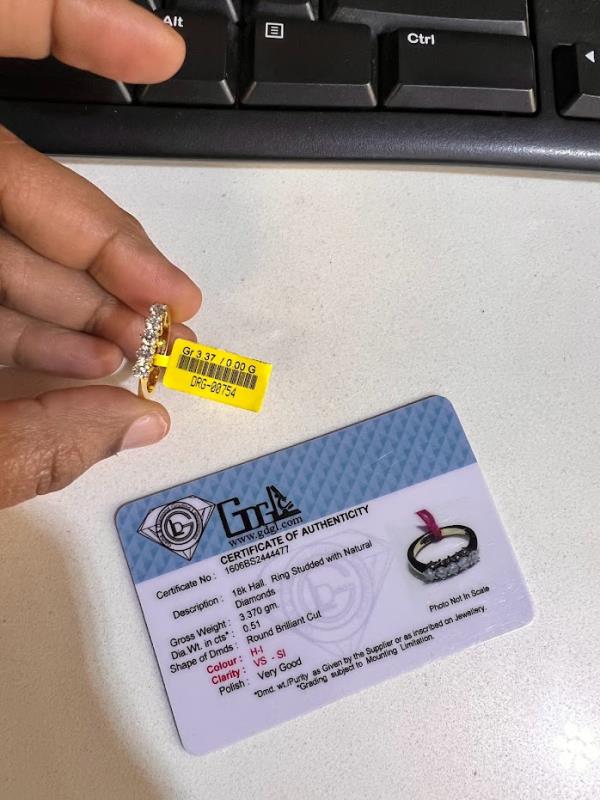 Alt
Ctrl
Gr 3.37 / 0.00 G
DRG-00754
GDGL
www.gdgl.com
CERTIFICATE OF AUTHENTICITY
Certificate No : 1606BS2444477
Description : 18k Hall. Ring Studded with Natural
Diamonds
Gross Weight : 3.370 gm.
Dia.Wt. in cts* : 0.51
Shape of Dmds : Round Brilliant Cut
Colour : H-I
Clarity : VS - SI
Polish : Very Good
Photo Not In Scale
*Dmd. wt./Purity as Given by the Supplier or as inscribed on Jewellery.
*Grading subject to Mounting Limitation.